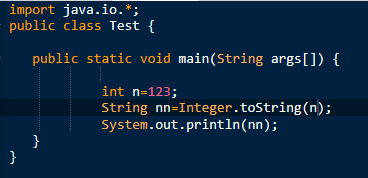 import java.io.*;
public class Test {
public static void main(String args[]) {
int n=123;
String nn=Integer.toString(n);
System.out.println(nn);
}
}